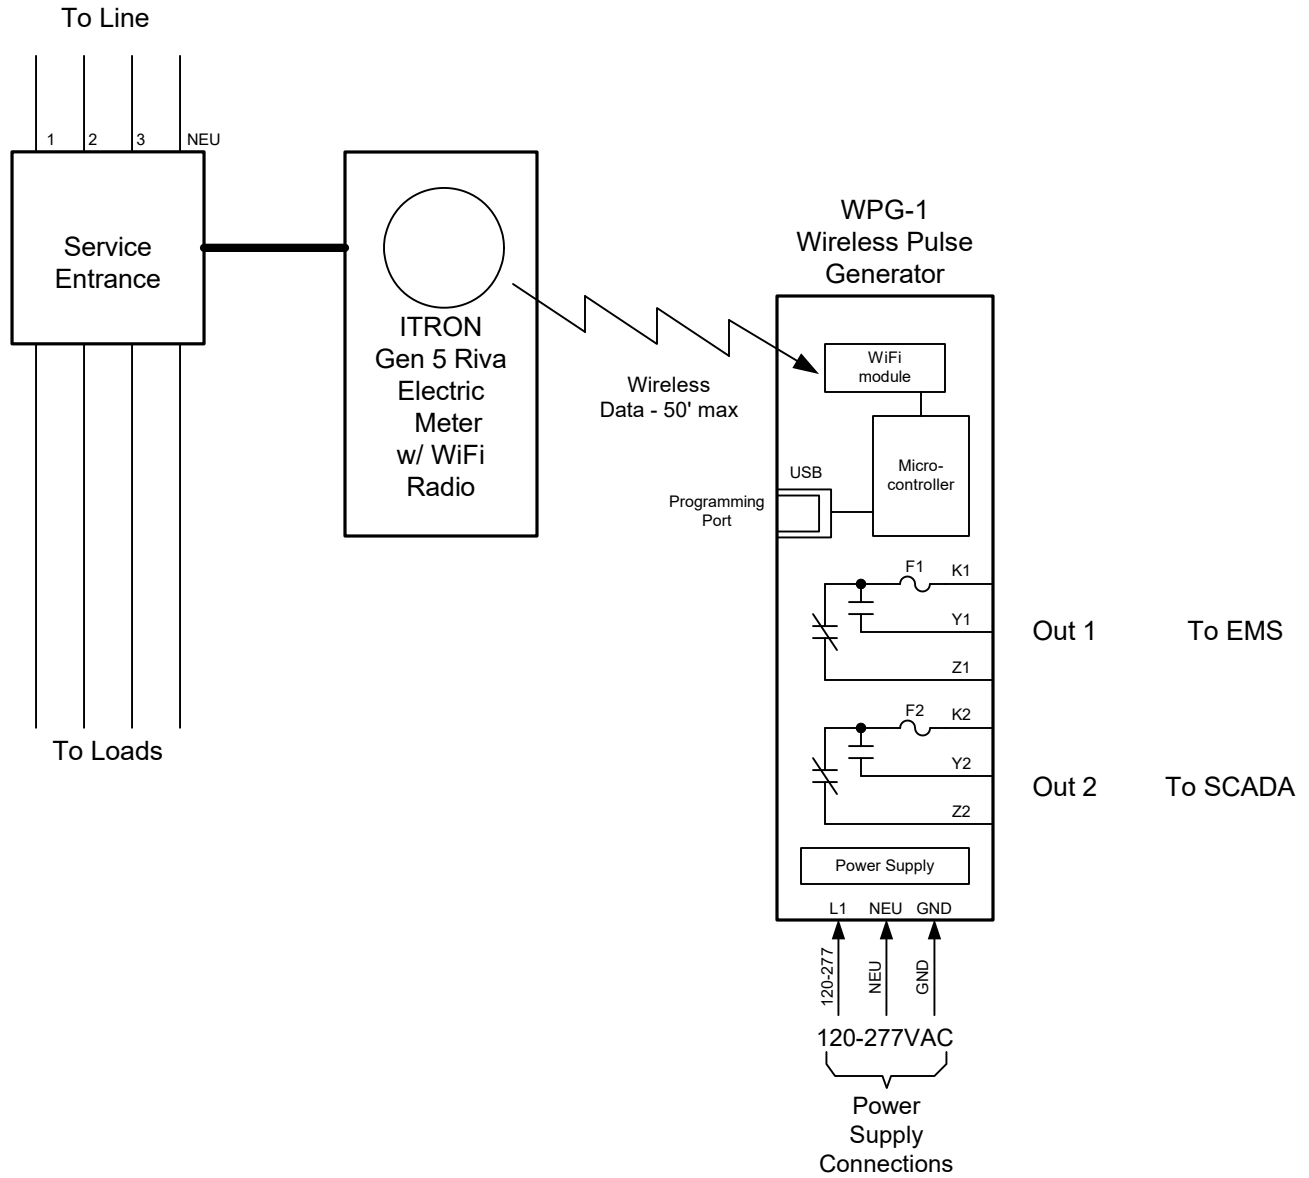 To Line
1 2 3 NEU
Service
Entrance
To Loads
ITRON
Gen 5 Riva
Electric
Meter
w/ WiFi
Radio
Wireless
Data - 50' max
WPG-1
Wireless Pulse
Generator
WiFi
module
Micro-
controller
USB
Programming
Port
F1 K1
Y1
Z1
Out 1 To EMS
F2 K2
Y2
Z2
Out 2 To SCADA
Power Supply
L1 NEU GND
120-277
NEU
GND
120-277VAC
Power
Supply
Connections